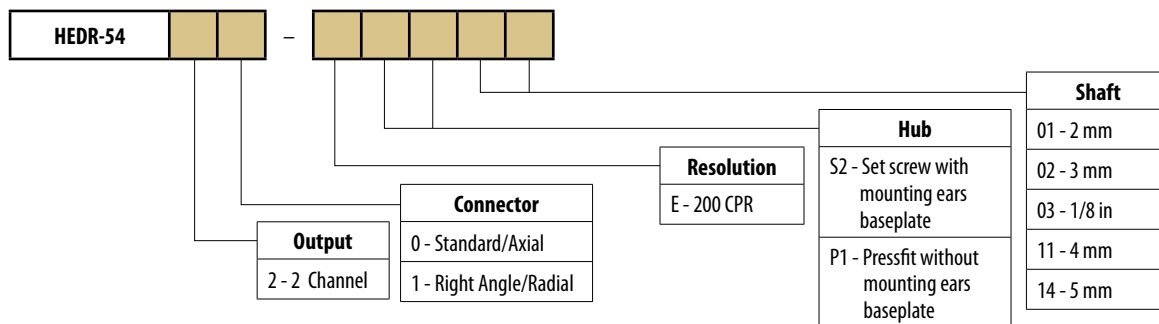 HEDR-54
–
Shaft
01 - 2 mm
02 - 3 mm
03 - 1/8 in
11 - 4 mm
14 - 5 mm
Hub
S2 - Set screw with
mounting ears
baseplate
P1 - Pressfit without
mounting ears
baseplate
Resolution
E - 200 CPR
Connector
0 - Standard/Axial
1 - Right Angle/Radial
Output
2 - 2 Channel